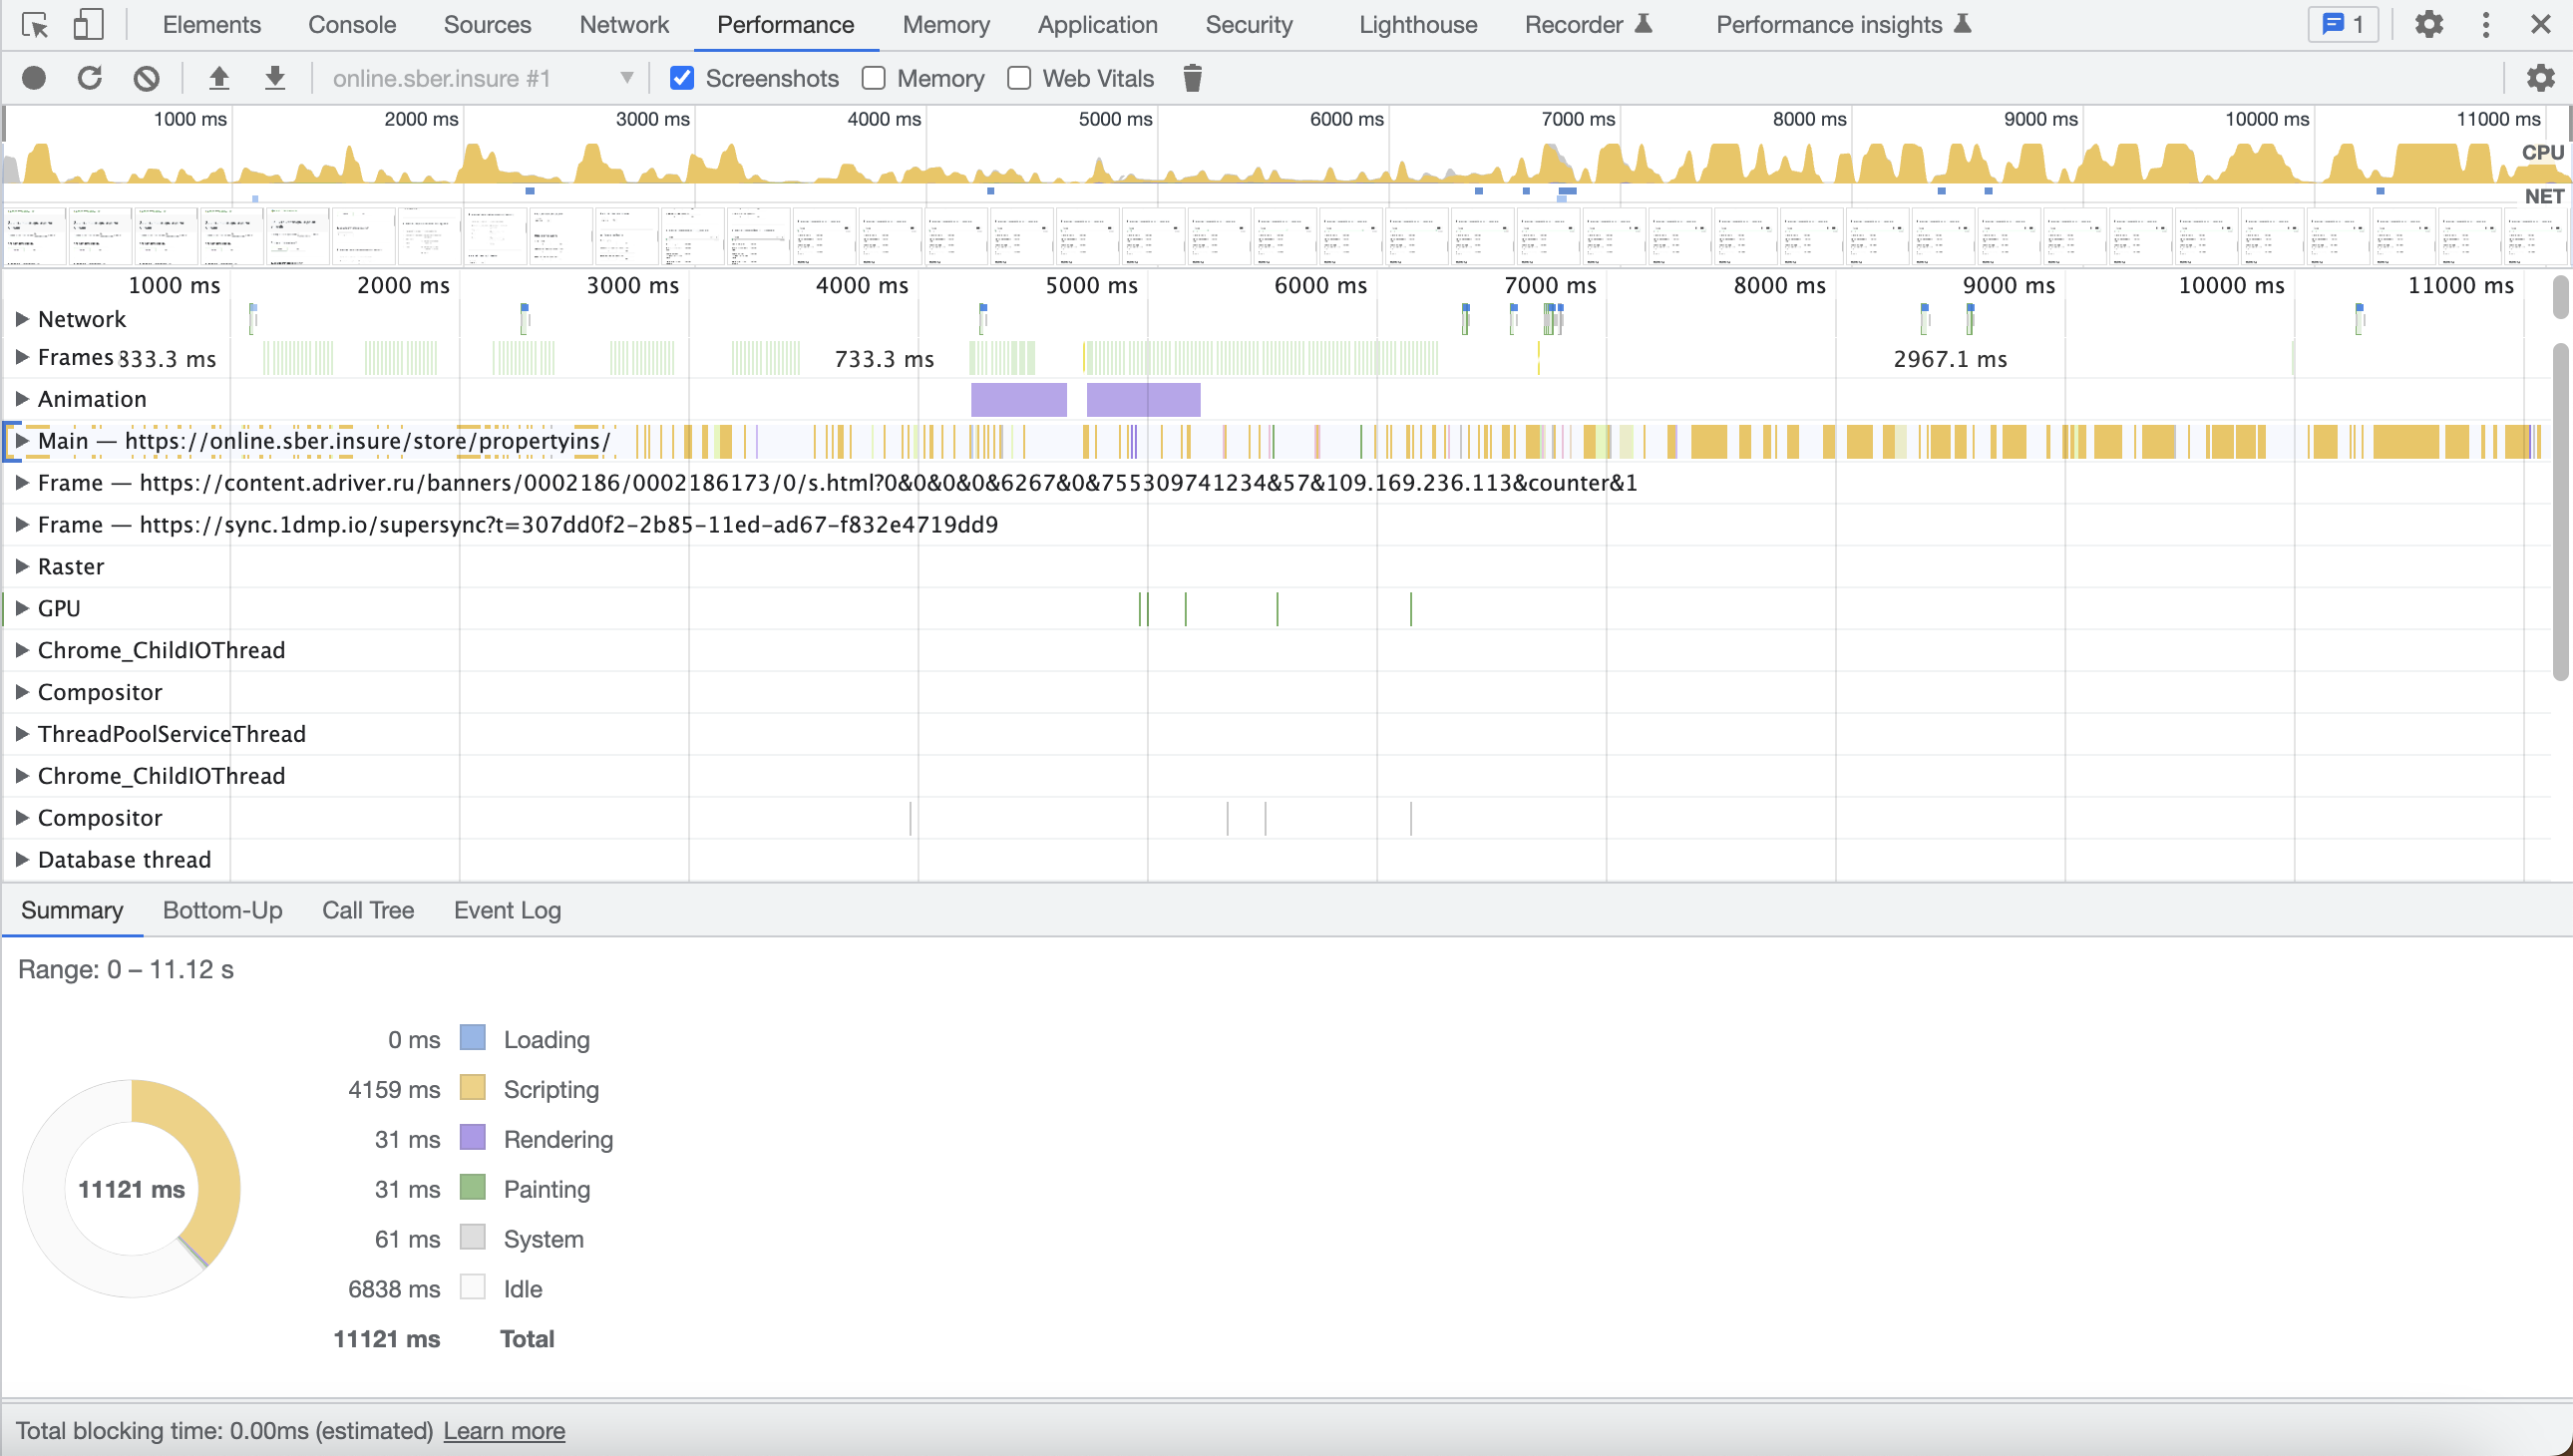 Elements Console Sources Network Performance Memory Application Security Lighthouse Recorder Performance insights 1
online.sber.insure #1 Screenshots Memory Web Vitals
1000 ms 2000 ms 3000 ms 4000 ms 5000 ms 6000 ms 7000 ms 8000 ms 9000 ms 10000 ms 11000 ms
CPU
NET
1000 ms 2000 ms 3000 ms 4000 ms 5000 ms 6000 ms 7000 ms 8000 ms 9000 ms 10000 ms 11000 ms
Network
Frames 833.3 ms 733.3 ms 2967.1 ms
Animation
Main — https://online.sber.insure/store/propertyins/
Frame — https://content.adriver.ru/banners/0002186/0002186173/0/s.html?0&0&0&0&6267&0&755309741234&57&109.169.236.113&counter&1
Frame — https://sync.1dmp.io/supersync?t=307dd0f2-2b85-11ed-ad67-f832e4719dd9
Raster
GPU
Chrome_ChildIOThread
Compositor
ThreadPoolServiceThread
Chrome_ChildIOThread
Compositor
Database thread
Summary Bottom-Up Call Tree Event Log
Range: 0 – 11.12 s
0 ms Loading
4159 ms Scripting
31 ms Rendering
11121 ms
31 ms Painting
61 ms System
6838 ms Idle
11121 ms Total
Total blocking time: 0.00ms (estimated) Learn more